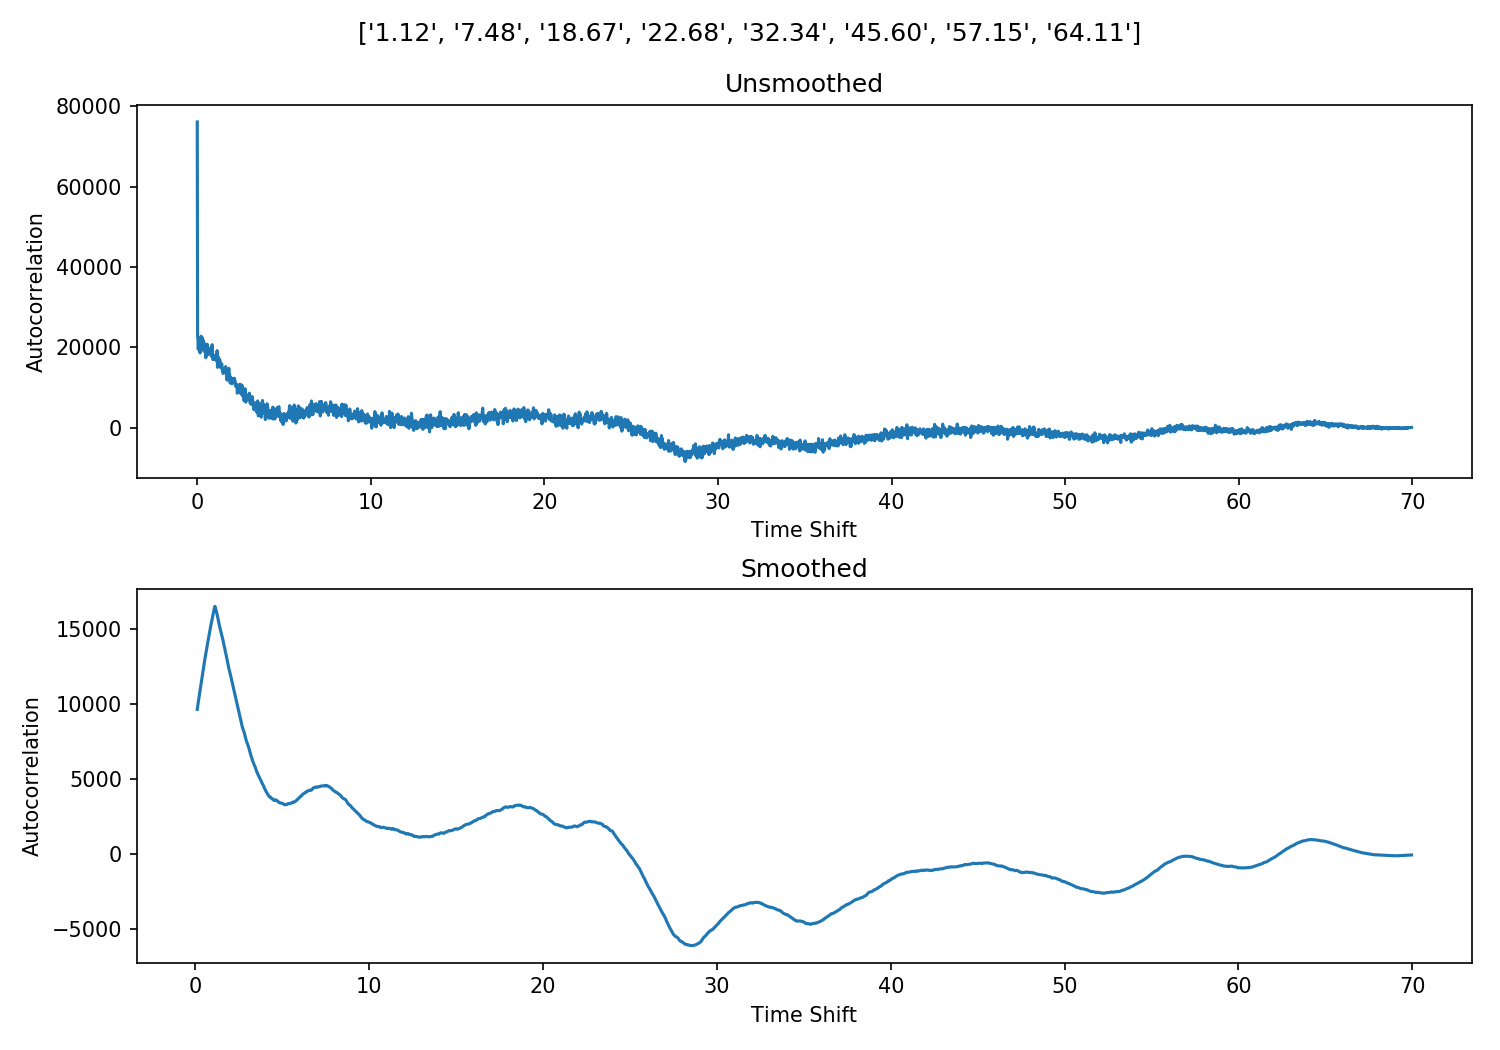 ['1.12', '7.48', '18.67', '22.68', '32.34', '45.60', '57.15', '64.11']
Unsmoothed
80000
60000
40000
20000
0
Autocorrelation
0 10 20 30 40 50 60 70
Time Shift
Smoothed
15000
10000
5000
0
−5000
Autocorrelation
0 10 20 30 40 50 60 70
Time Shift